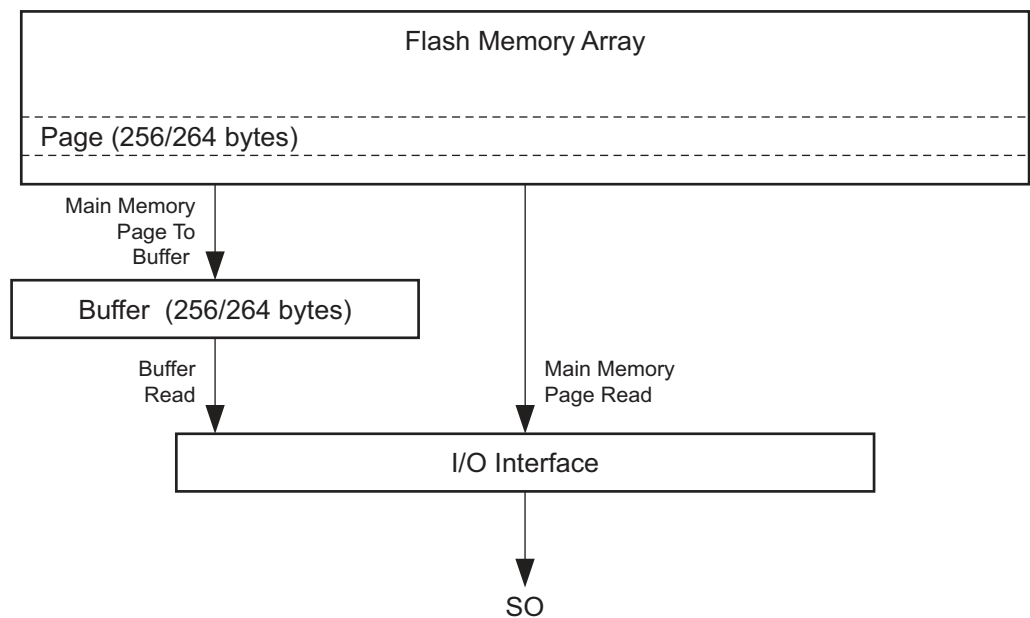 Flash Memory Array
Page (256/264 bytes)
Main Memory
Page To
Buffer
Buffer (256/264 bytes)
Buffer
Read
Main Memory
Page Read
I/O Interface
SO